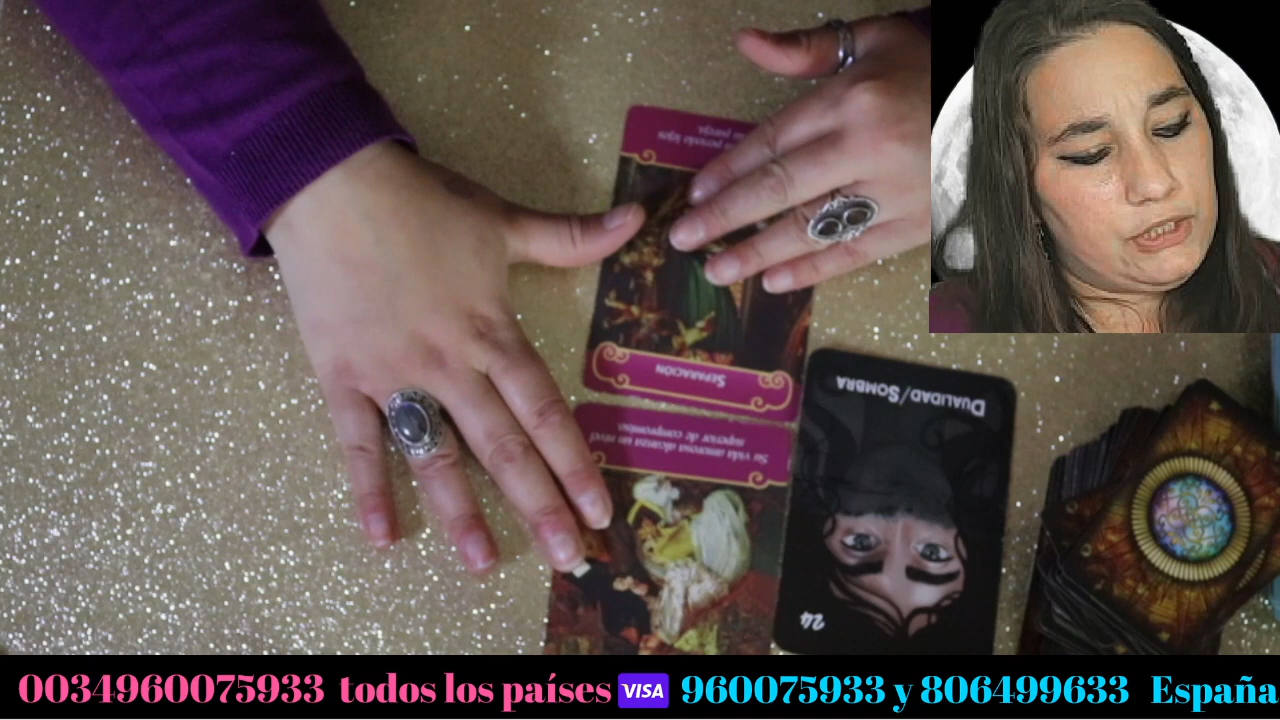 SEPARACIÓN
Su vida amorosa alcanza un nivel
superior de compromiso.
DUALIDAD/SOMBRA
24
0034960075933 todos los países VISA 960075933 y 806499633 España